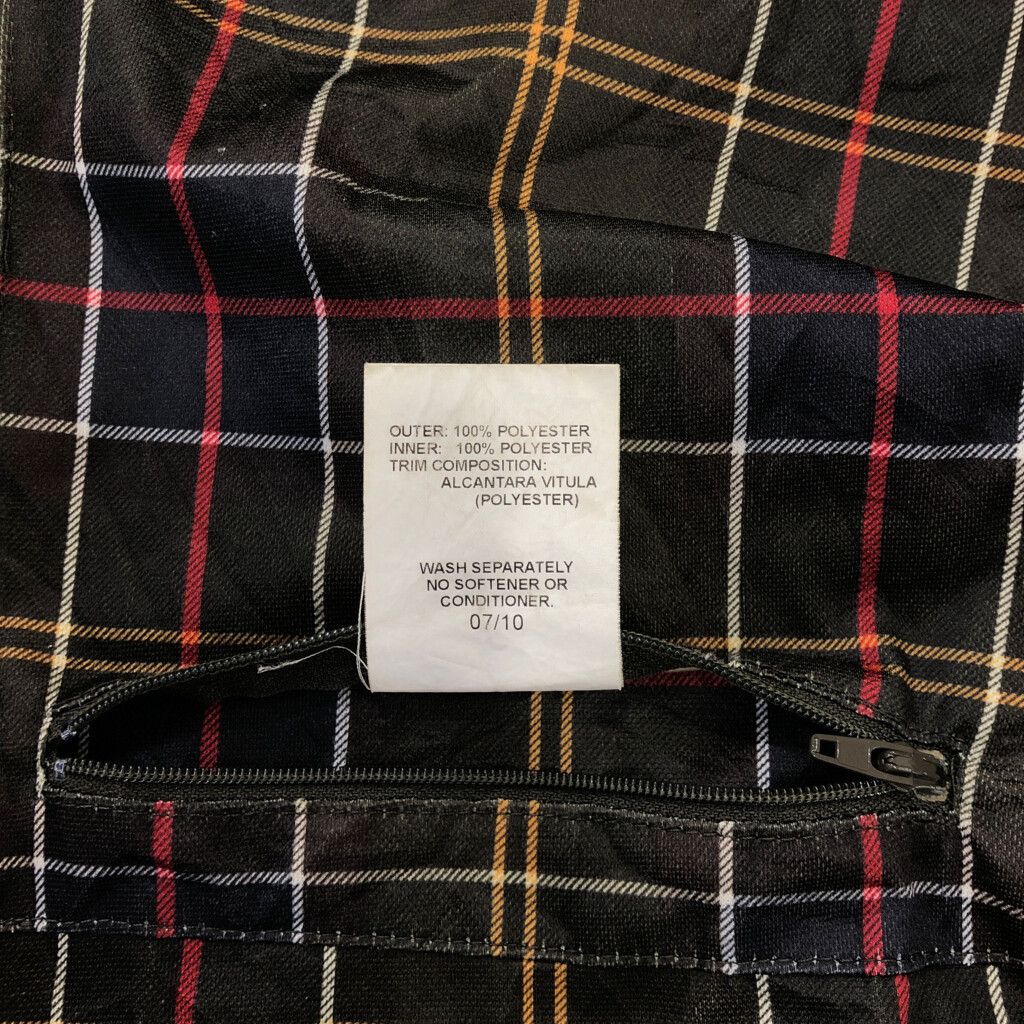 OUTER: 100% POLYESTER
INNER: 100% POLYESTER
TRIM COMPOSITION:
ALCANTARA VITULA
(POLYESTER)
WASH SEPARATELY
NO SOFTENER OR
CONDITIONER.
07/10